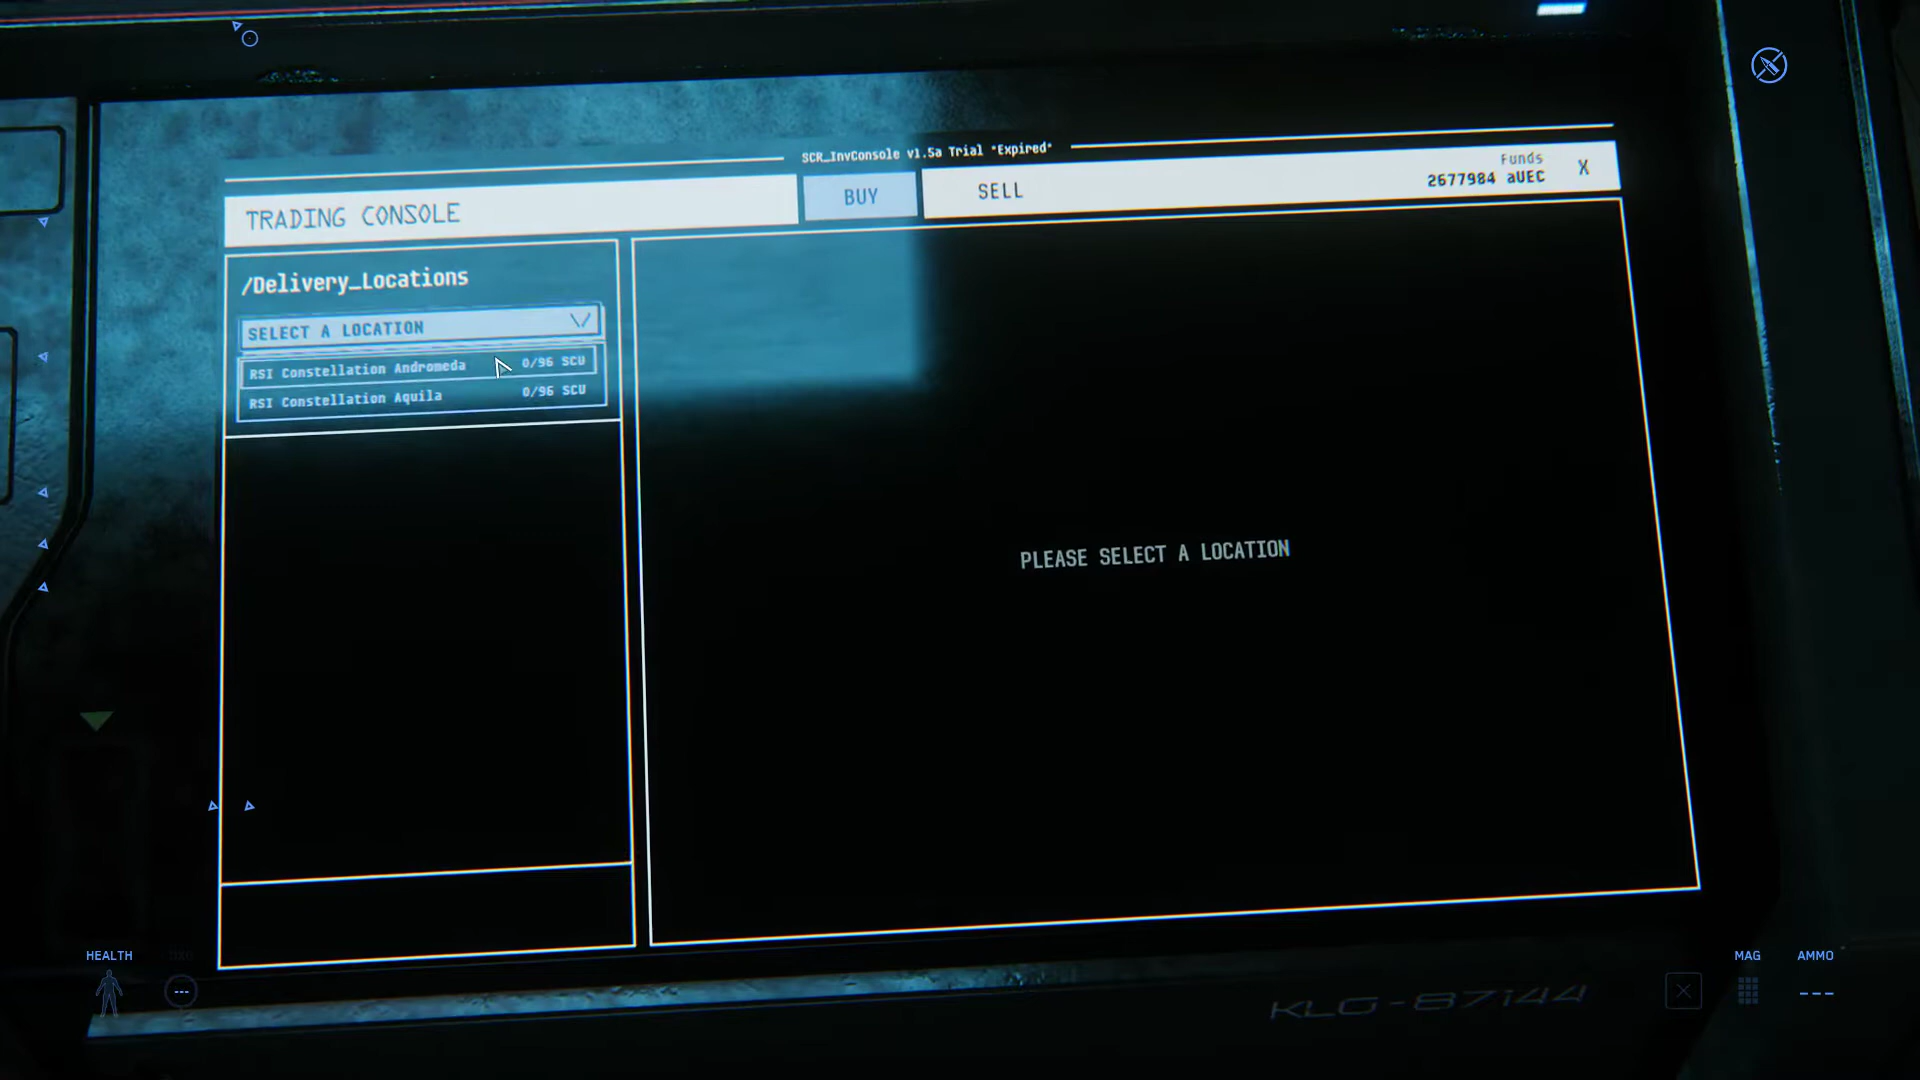 SCR_InvConsole v1.5a Trial *Expired*
TRADING CONSOLE
BUY
SELL
Funds
2677984 aUEC
X
/Delivery_Locations
SELECT A LOCATION
RSI Constellation Andromeda 0/96 SCU
RSI Constellation Aquila 0/96 SCU
PLEASE SELECT A LOCATION
HEALTH
MAG
AMMO
---
KLG-87i44